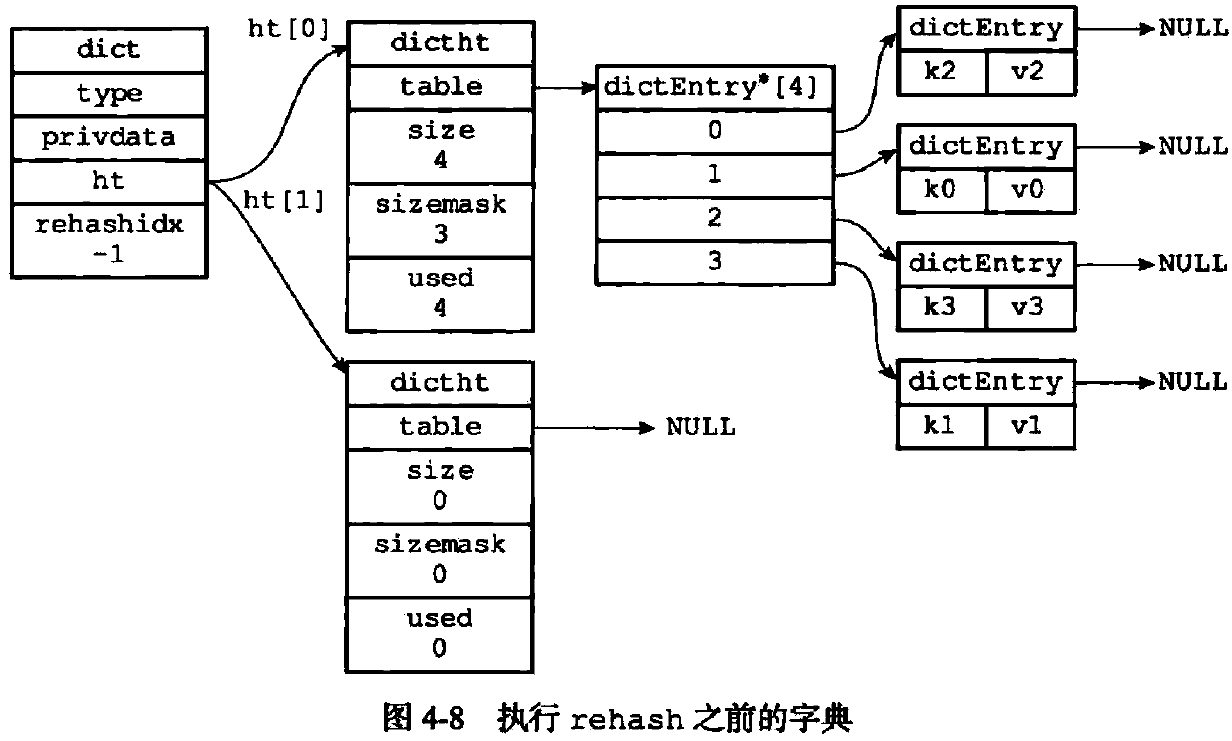 dict
type
privdata
ht
rehashidx
-1
ht[0]
ht[1]
dictht
table
size
4
sizemask
3
used
4
dictht
table
size
0
sizemask
0
used
0
NULL
dictEntry*[4]
0
1
2
3
dictEntry
k2 v2
NULL
dictEntry
k0 v0
NULL
dictEntry
k3 v3
NULL
dictEntry
k1 v1
NULL
图 4-8 执行 rehash 之前的字典